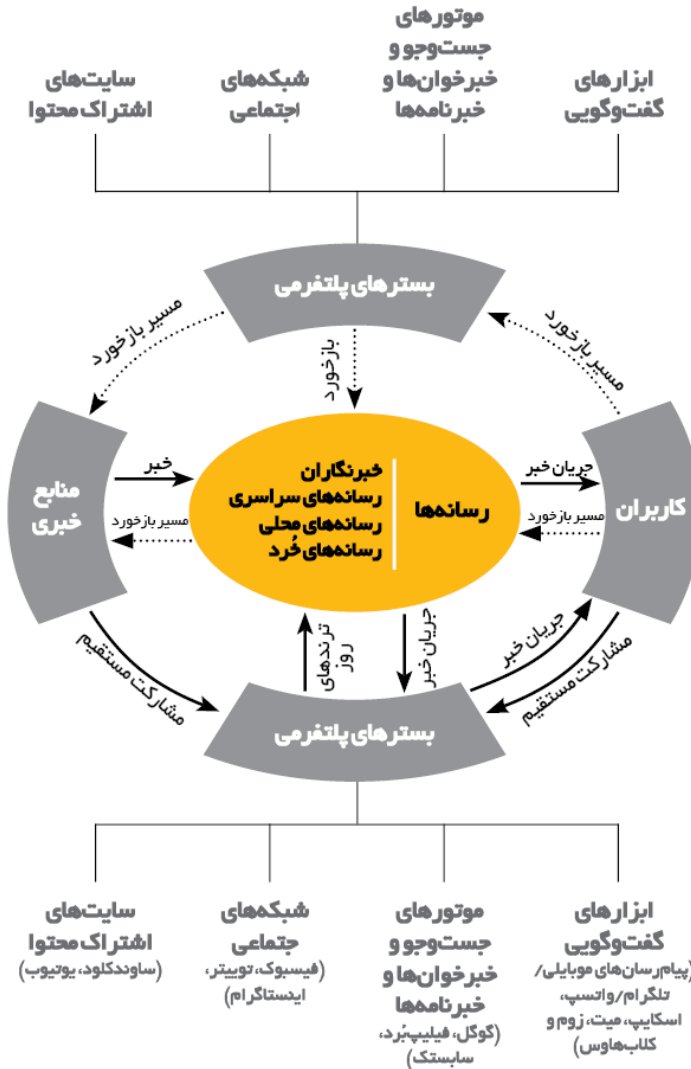 ابزارهای
گفت‌وگویی
موتورهای
جست‌وجو و
خبرخوان‌ها و
خبرنامه‌ها
شبکه‌های
اجتماعی
سایت‌های
اشتراک محتوا
بسترهای پلتفرمی
مسیر بازخورد
بازخورد
مسیر بازخورد
کاربران
جریان خبر
مسیر بازخورد
رسانه‌ها
خبرنگاران
رسانه‌های سراسری
رسانه‌های محلی
رسانه‌های خُرد
خبر
مسیر بازخورد
منابع
خبری
جریان خبر
مشارکت مستقیم
جریان خبر
ترندهای
روز
مشارکت مستقیم
بسترهای پلتفرمی
ابزارهای
گفت‌وگویی
(پیام‌رسان‌های موبایلی/
تلگرام/واتسپ،
اسکایپ، میت، زوم و
کلاب‌هاوس)
موتورهای
جست‌وجو و
خبرخوان‌ها و
خبرنامه‌ها
(گوگل، فیلیپ‌بُرد،
سابستک)
شبکه‌های
جتماعی
(فیسبوک، توییتر،
اینستاگرام)
سایت‌های
اشتراک محتوا
(ساوندکلود، یوتیوب)